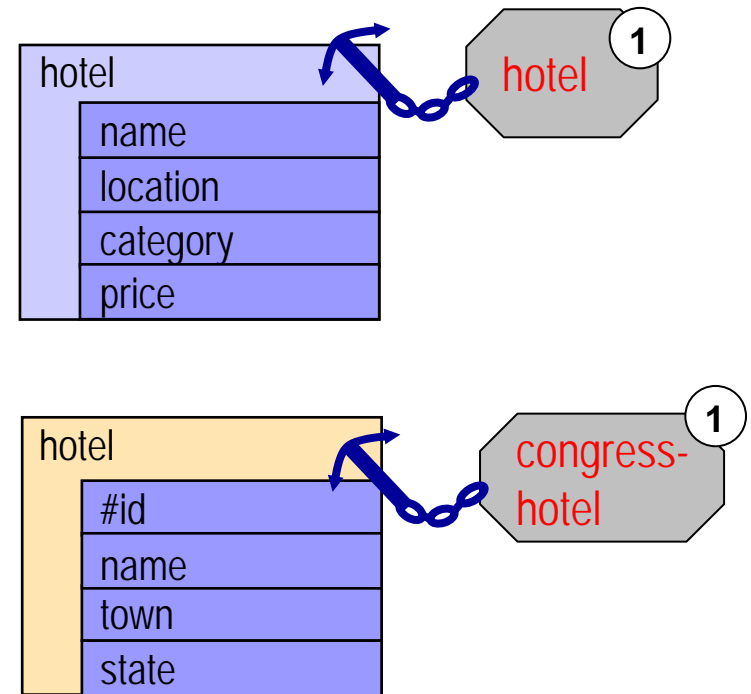 hotel
name
location
category
price
hotel
1
hotel
#id
name
town
state
congress-
hotel
1